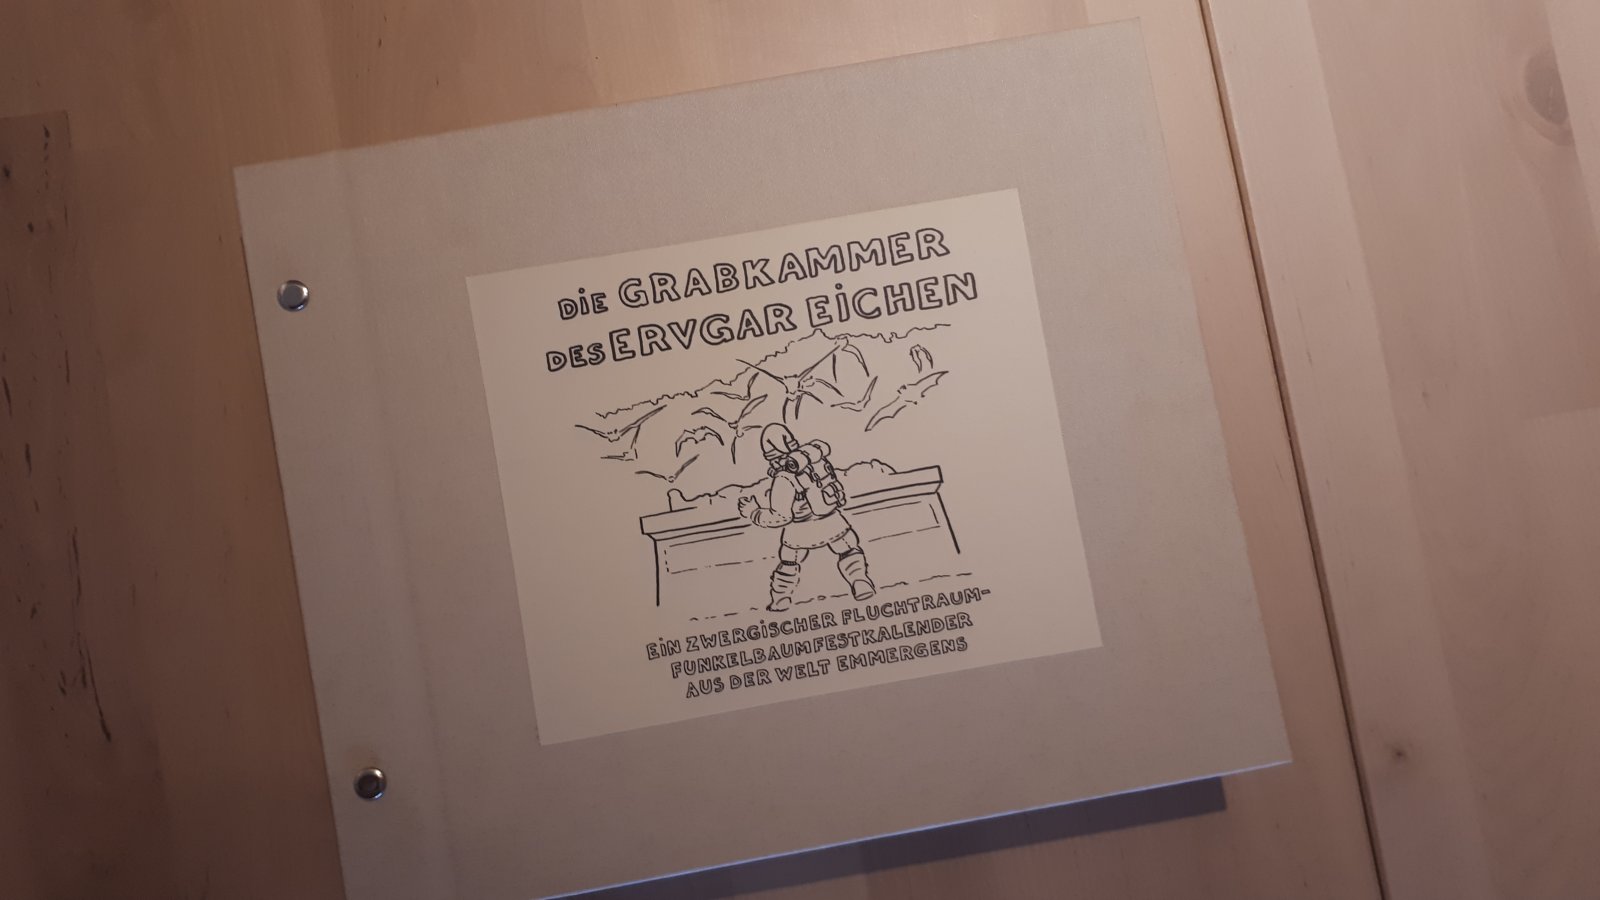 DiE GRABKAMMER
DES ERVGAR EiCHEN
EiN ZWERGiSCHER FLUCHTRAUM-
FUNKELBAUMFESTKALENDER
AUS DER WELT EMMERGENS